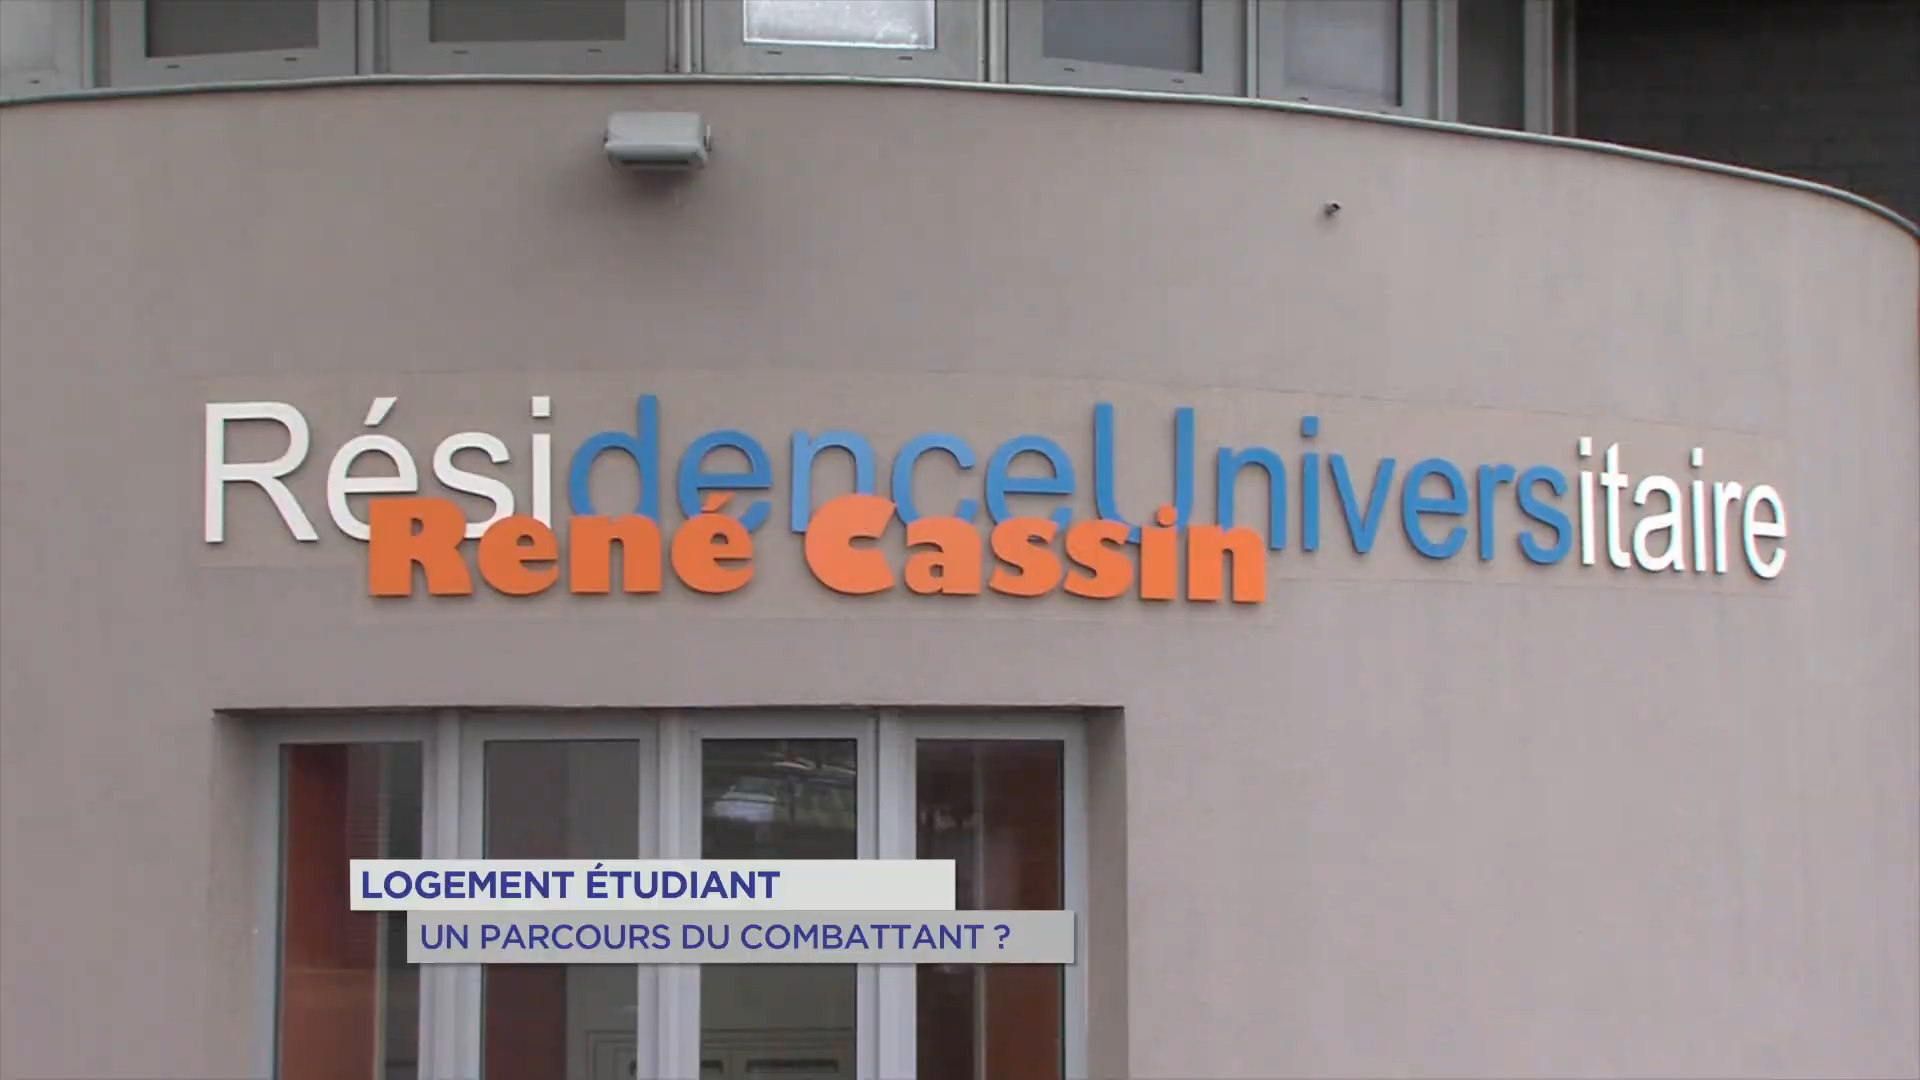 RésidenceUniversitaire
René Cassin
LOGEMENT ÉTUDIANT
UN PARCOURS DU COMBATTANT ?